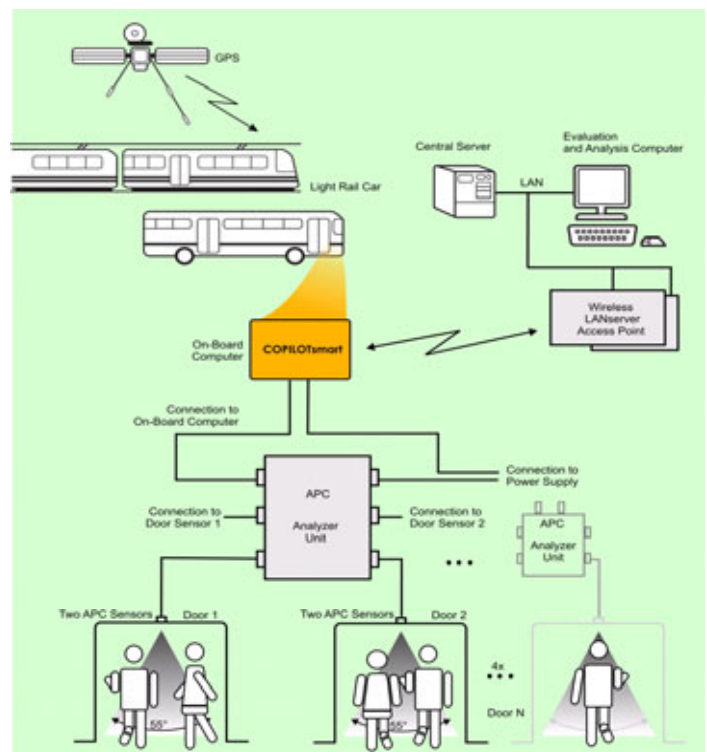 GPS
Light Rail Car
Central Server
Evaluation
and Analysis Computer
LAN
Wireless
LANserver
Access Point
On-Board
Computer
COPILOTsmart
Connection to
On-Board Computer
Connection to
Power Supply
APC
Analyzer
Unit
Connection to
Door Sensor 1
Connection to
Door Sensor 2
APC
Analyzer
Unit
Two APC Sensors
Door 1
Two APC Sensors
Door 2
4x
Door N
55°
55°